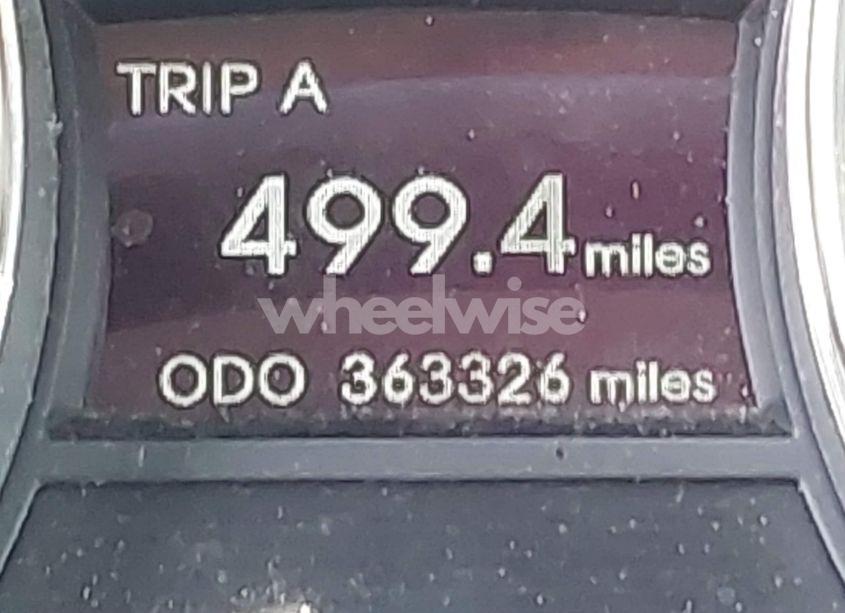 TRIP A
499.4 miles
wheelwise
ODO 363326 miles